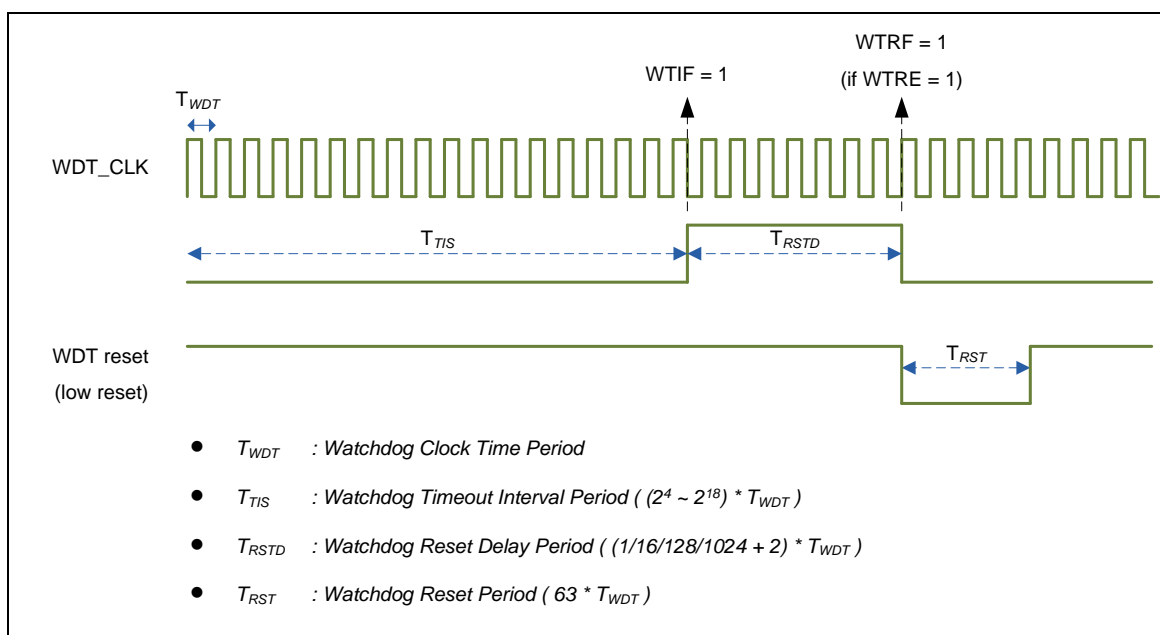 WTRF = 1
WTIF = 1 (if WTRE = 1)
TWDT
WDT_CLK
TTIS TRSTD
WDT reset TRST
(low reset)
● TWDT : Watchdog Clock Time Period
● TTIS : Watchdog Timeout Interval Period ( (2⁴ ~ 2¹⁸) * TWDT )
● TRSTD : Watchdog Reset Delay Period ( (1/16/128/1024 + 2) * TWDT )
● TRST : Watchdog Reset Period ( 63 * TWDT )